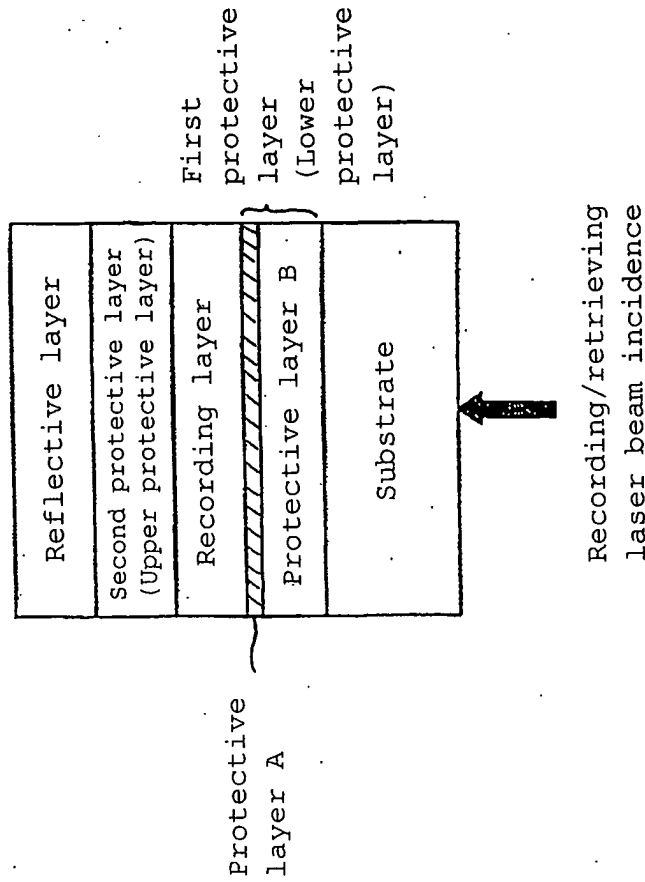 Reflective layer
Second protective layer
(Upper protective layer)
Recording layer
Protective layer B
Substrate
Protective
layer A
First
protective
layer
(Lower
protective
layer)
Recording/retrieving
laser beam incidence